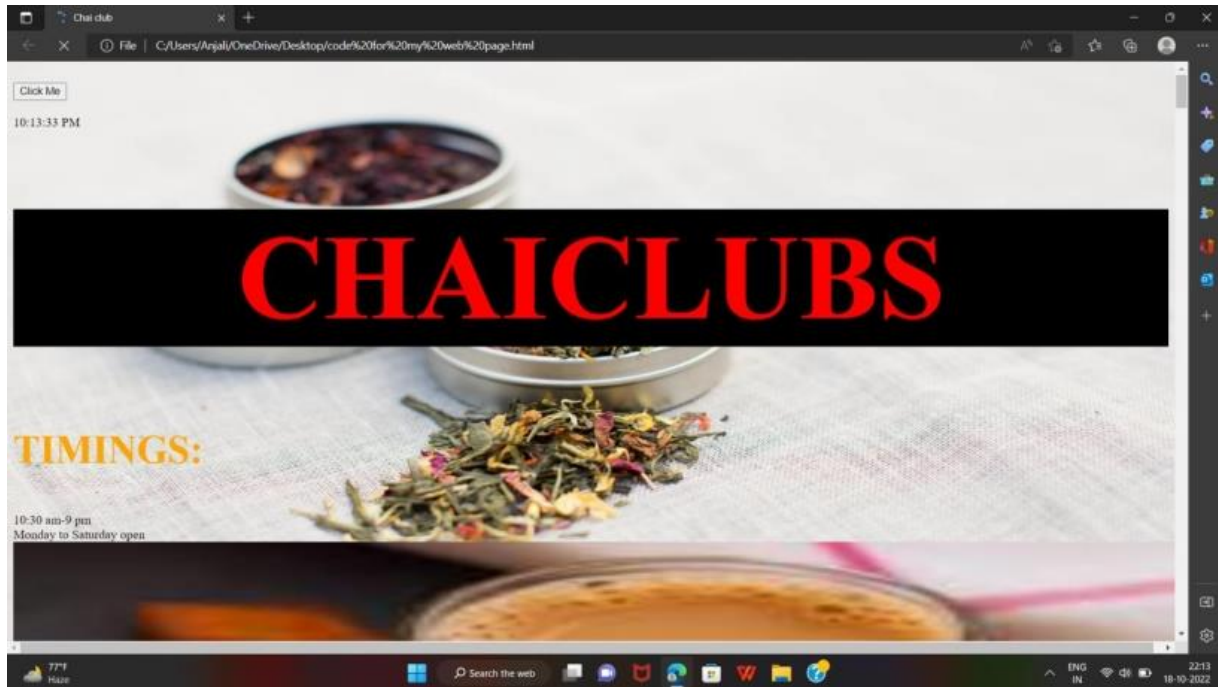 Chai club
File | C:/Users/Anjali/OneDrive/Desktop/code%20for%20my%20web%20page.html
Click Me
10:13:33 PM
CHAICLUBS
TIMINGS:
10:30 am-9 pm
Monday to Saturday open
77°F
Haze
Search the web
ENG
IN
22:13
18-10-2022